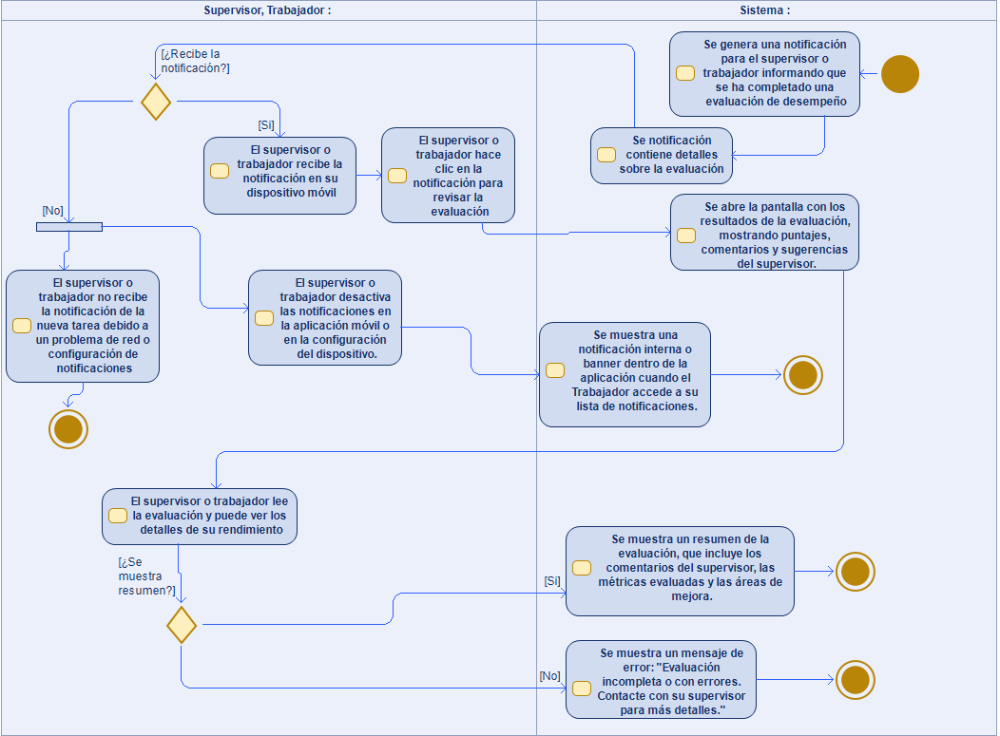 Supervisor, Trabajador :
Sistema :
[¿Recibe la
notificación?]
Se genera una notificación
para el supervisor o
trabajador informando que
se ha completado una
evaluación de desempeño
[Si]
El supervisor o
trabajador recibe la
notificación en su
dispositivo móvil
El supervisor o
trabajador hace
clic en la
notificación para
revisar la
evaluación
Se notificación
contiene detalles
sobre la evaluación
[No]
Se abre la pantalla con los
resultados de la evaluación,
mostrando puntajes,
comentarios y sugerencias
del supervisor.
El supervisor o
trabajador no recibe
la notificación de la
nueva tarea debido a
un problema de red o
configuración de
notificaciones
El supervisor o
trabajador desactiva
las notificaciones en
la aplicación móvil o
en la configuración
del dispositivo.
Se muestra una
notificación interna o
banner dentro de la
aplicación cuando el
Trabajador accede a su
lista de notificaciones.
El supervisor o trabajador lee
la evaluación y puede ver los
detalles de su rendimiento
[¿Se
muestra
resumen?]
[Si]
Se muestra un resumen de la
evaluación, que incluye los
comentarios del supervisor, las
métricas evaluadas y las áreas de
mejora.
[No]
Se muestra un mensaje de
error: "Evaluación
incompleta o con errores.
Contacte con su supervisor
para más detalles."